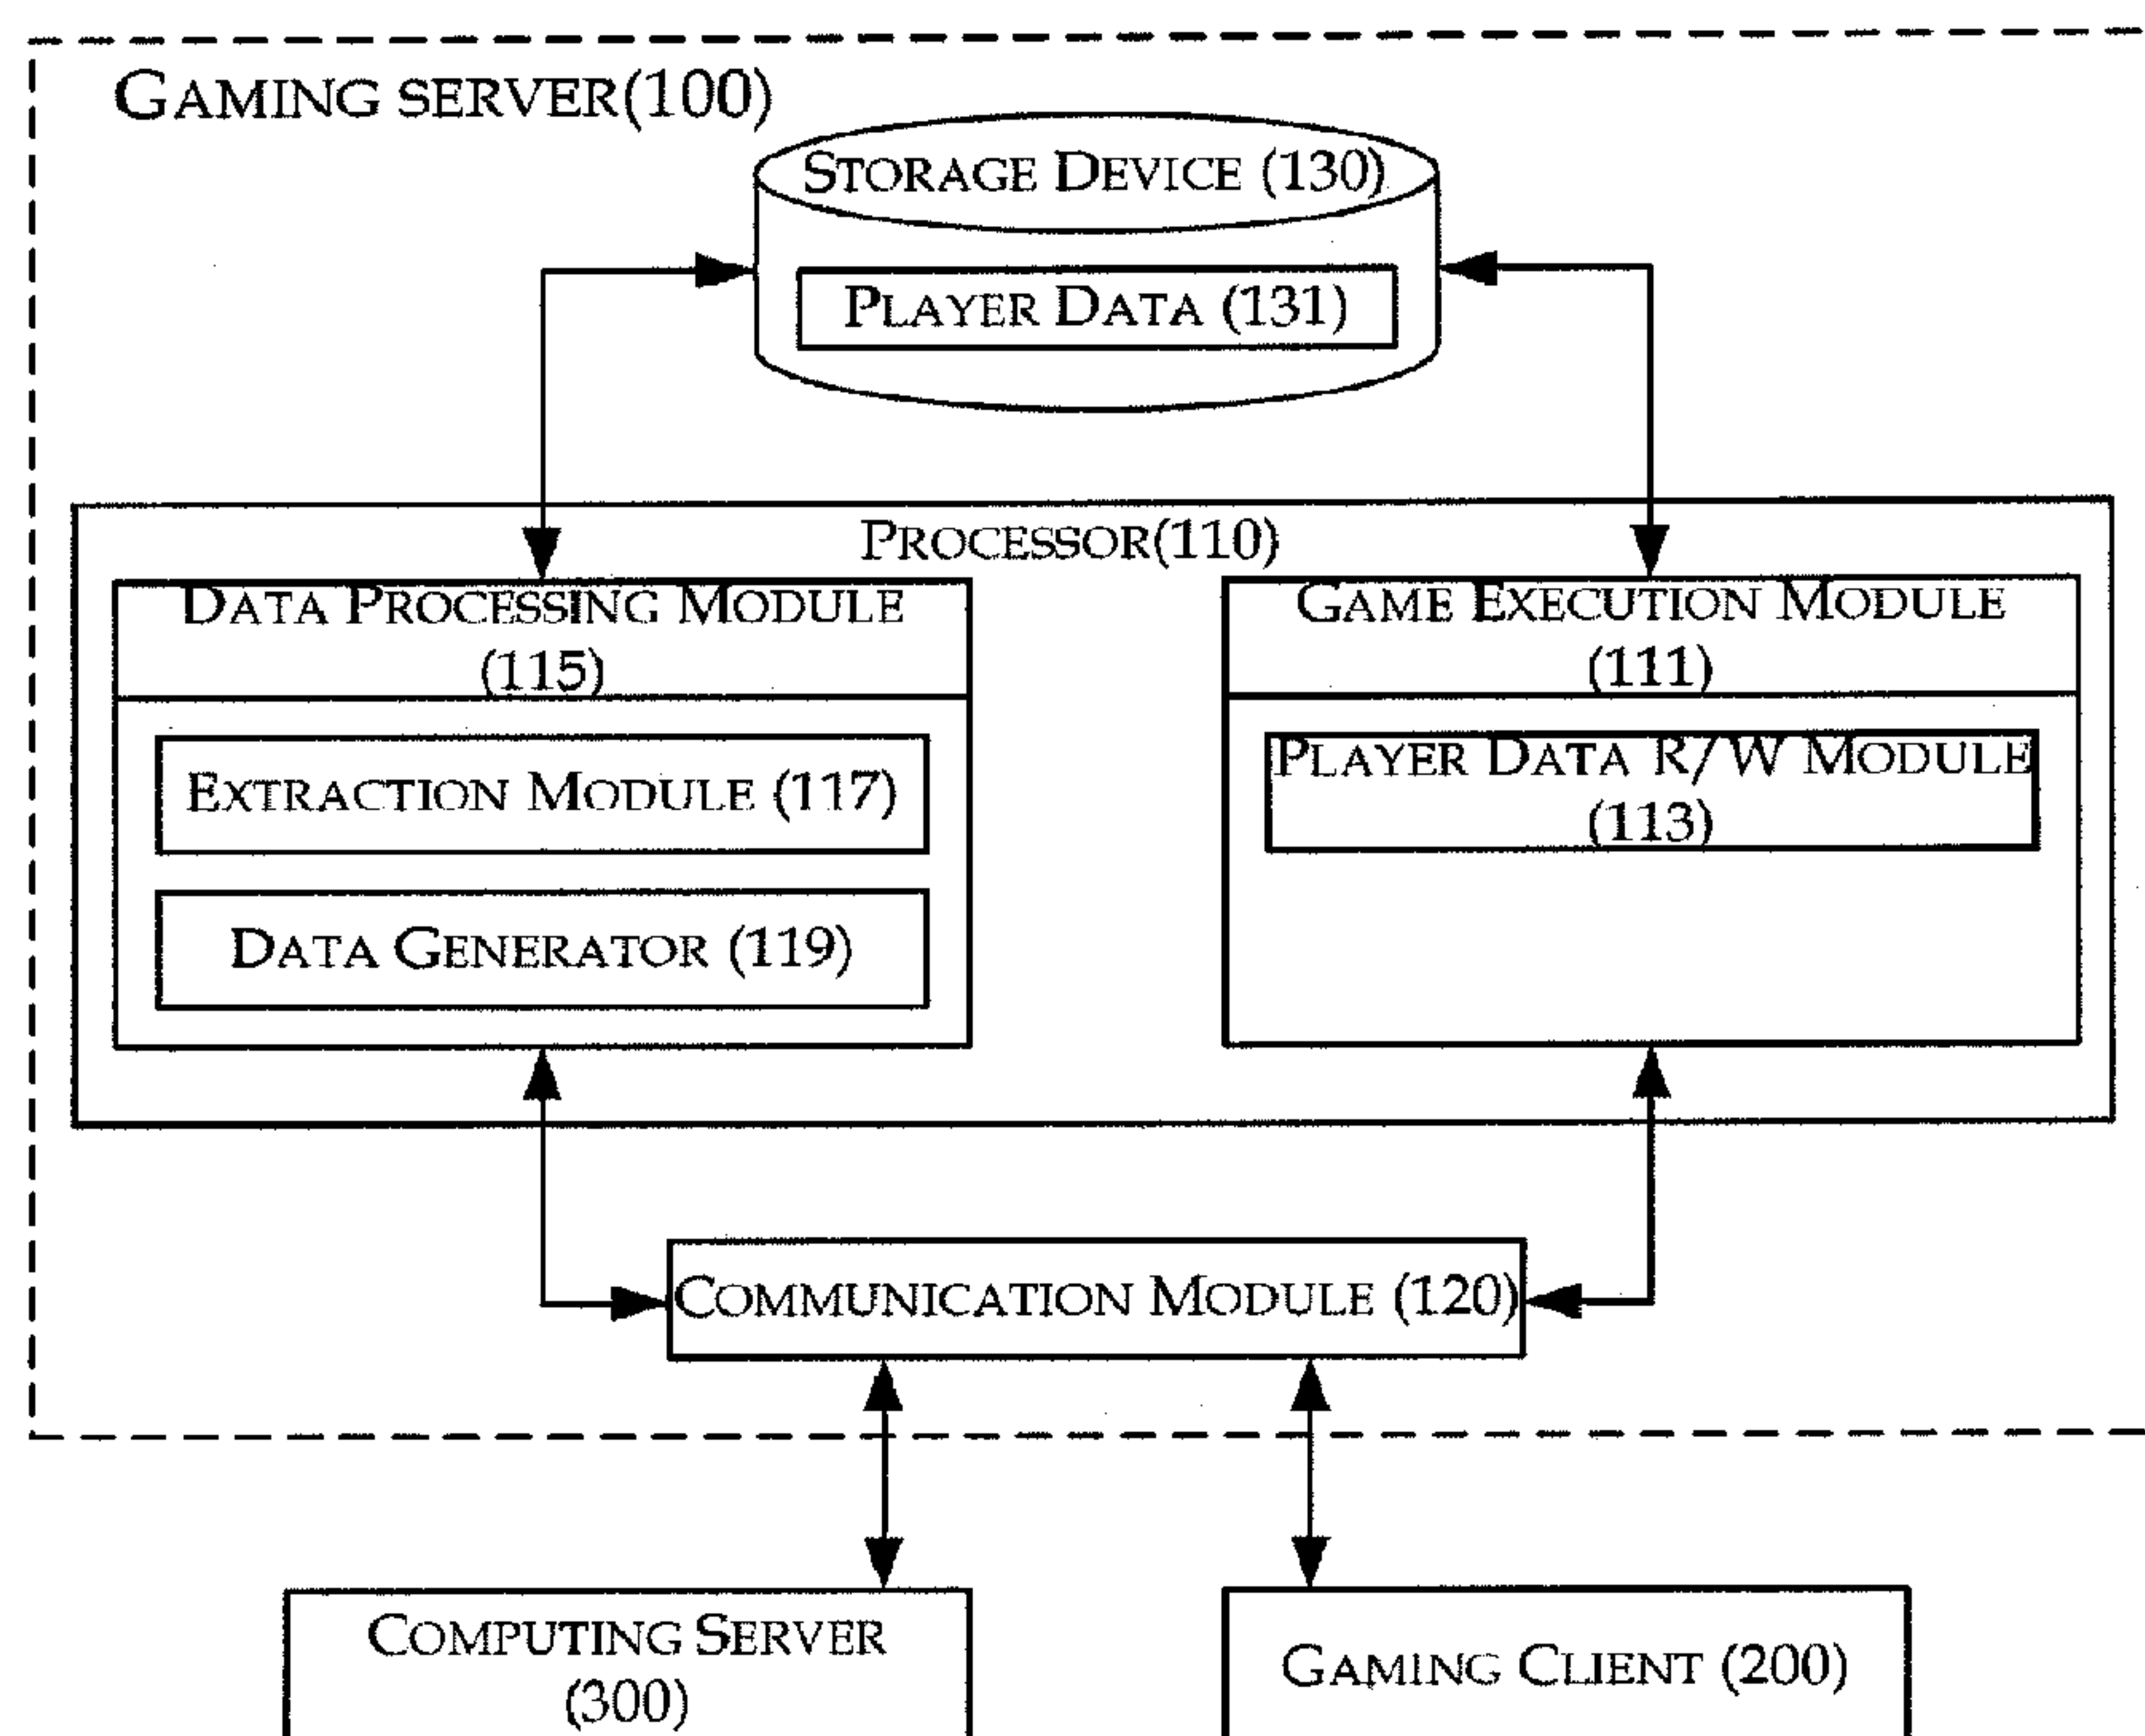 GAMING SERVER(100)
STORAGE DEVICE (130)
PLAYER DATA (131)
PROCESSOR(110)
DATA PROCESSING MODULE
(115)
EXTRACTION MODULE (117)
DATA GENERATOR (119)
GAME EXECUTION MODULE
(111)
PLAYER DATA R/W MODULE
(113)
COMMUNICATION MODULE (120)
COMPUTING SERVER
(300)
GAMING CLIENT (200)